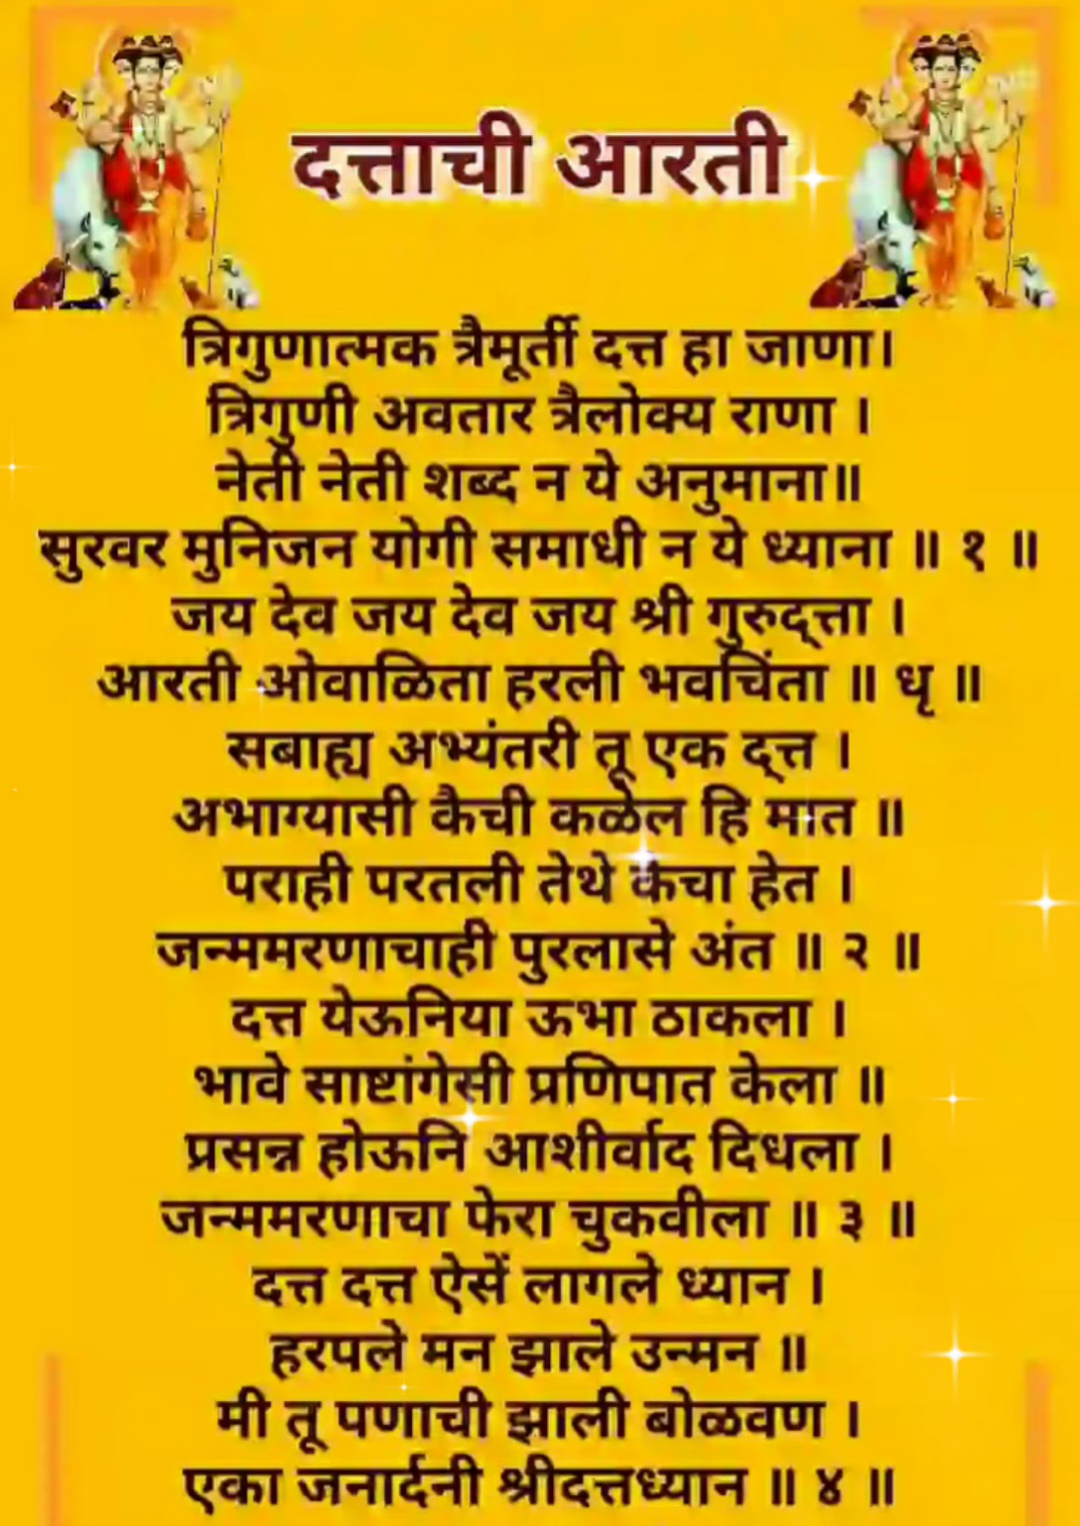 दत्ताची आरती
त्रिगुणात्मक त्रैमूर्ती दत्त हा जाणा।
त्रिगुणी अवतार त्रैलोक्य राणा ।
नेती नेती शब्द न ये अनुमाना॥
सुरवर मुनिजन योगी समाधी न ये ध्याना ॥ १ ॥
जय देव जय देव जय श्री गुरुद्त्ता ।
आरती ओवाळिता हरली भवचिंता ॥ धृ ॥
सबाह्य अभ्यंतरी तू एक द्त्त ।
अभाग्यासी कैची कळेल हि मात ॥
पराही परतली तेथे कैचा हेत ।
जन्ममरणाचाही पुरलासे अंत ॥ २ ॥
दत्त येऊनिया ऊभा ठाकला ।
भावे साष्टांगेसी प्रणिपात केला ॥
प्रसन्न होऊनि आशीर्वाद दिधला ।
जन्ममरणाचा फेरा चुकवीला ॥ ३ ॥
दत्त दत्त ऐसें लागले ध्यान ।
हरपले मन झाले उन्मन ॥
मी तू पणाची झाली बोळवण ।
एका जनार्दनी श्रीदत्तध्यान ॥ ४ ॥